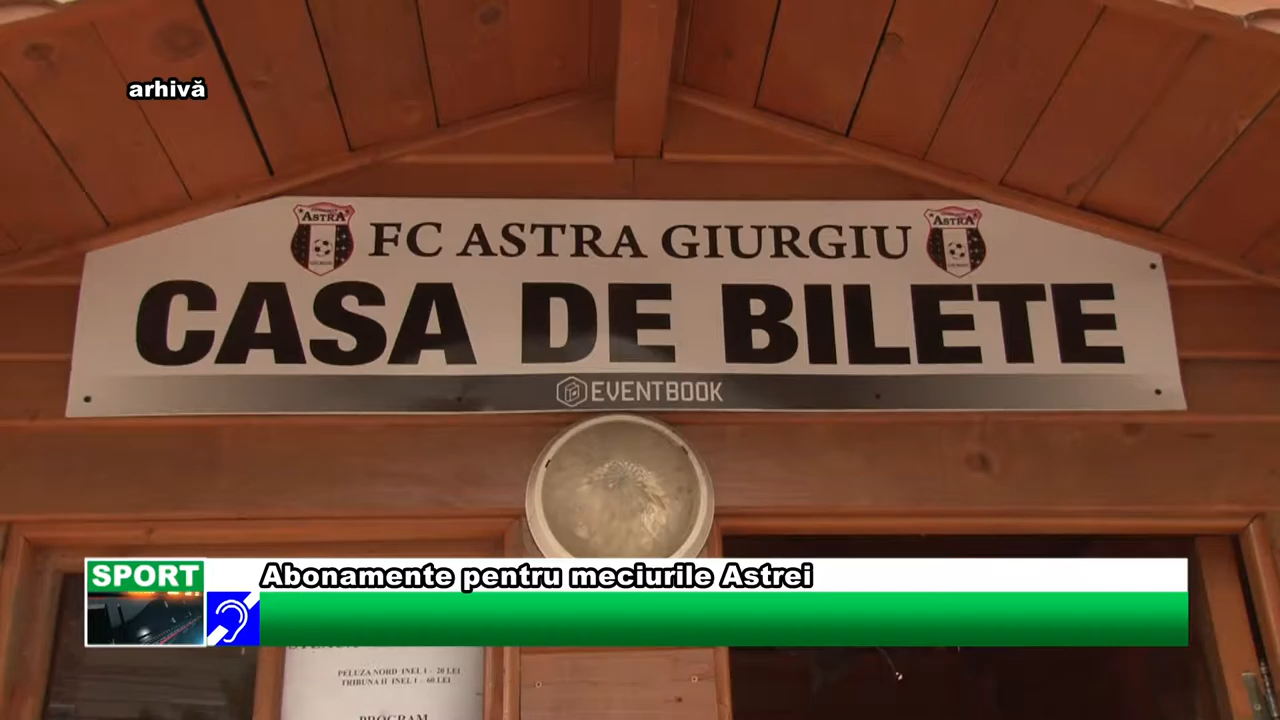 arhivă
ASTRA
FC ASTRA GIURGIU
ASTRA
CASA DE BILETE
EVENTBOOK
SPORT
Abonamente pentru meciurile Astrei
PELUZA NORD INEL I - 20 LEI
TRIBUNA II INEL I - 60 LEI
PROGRAM